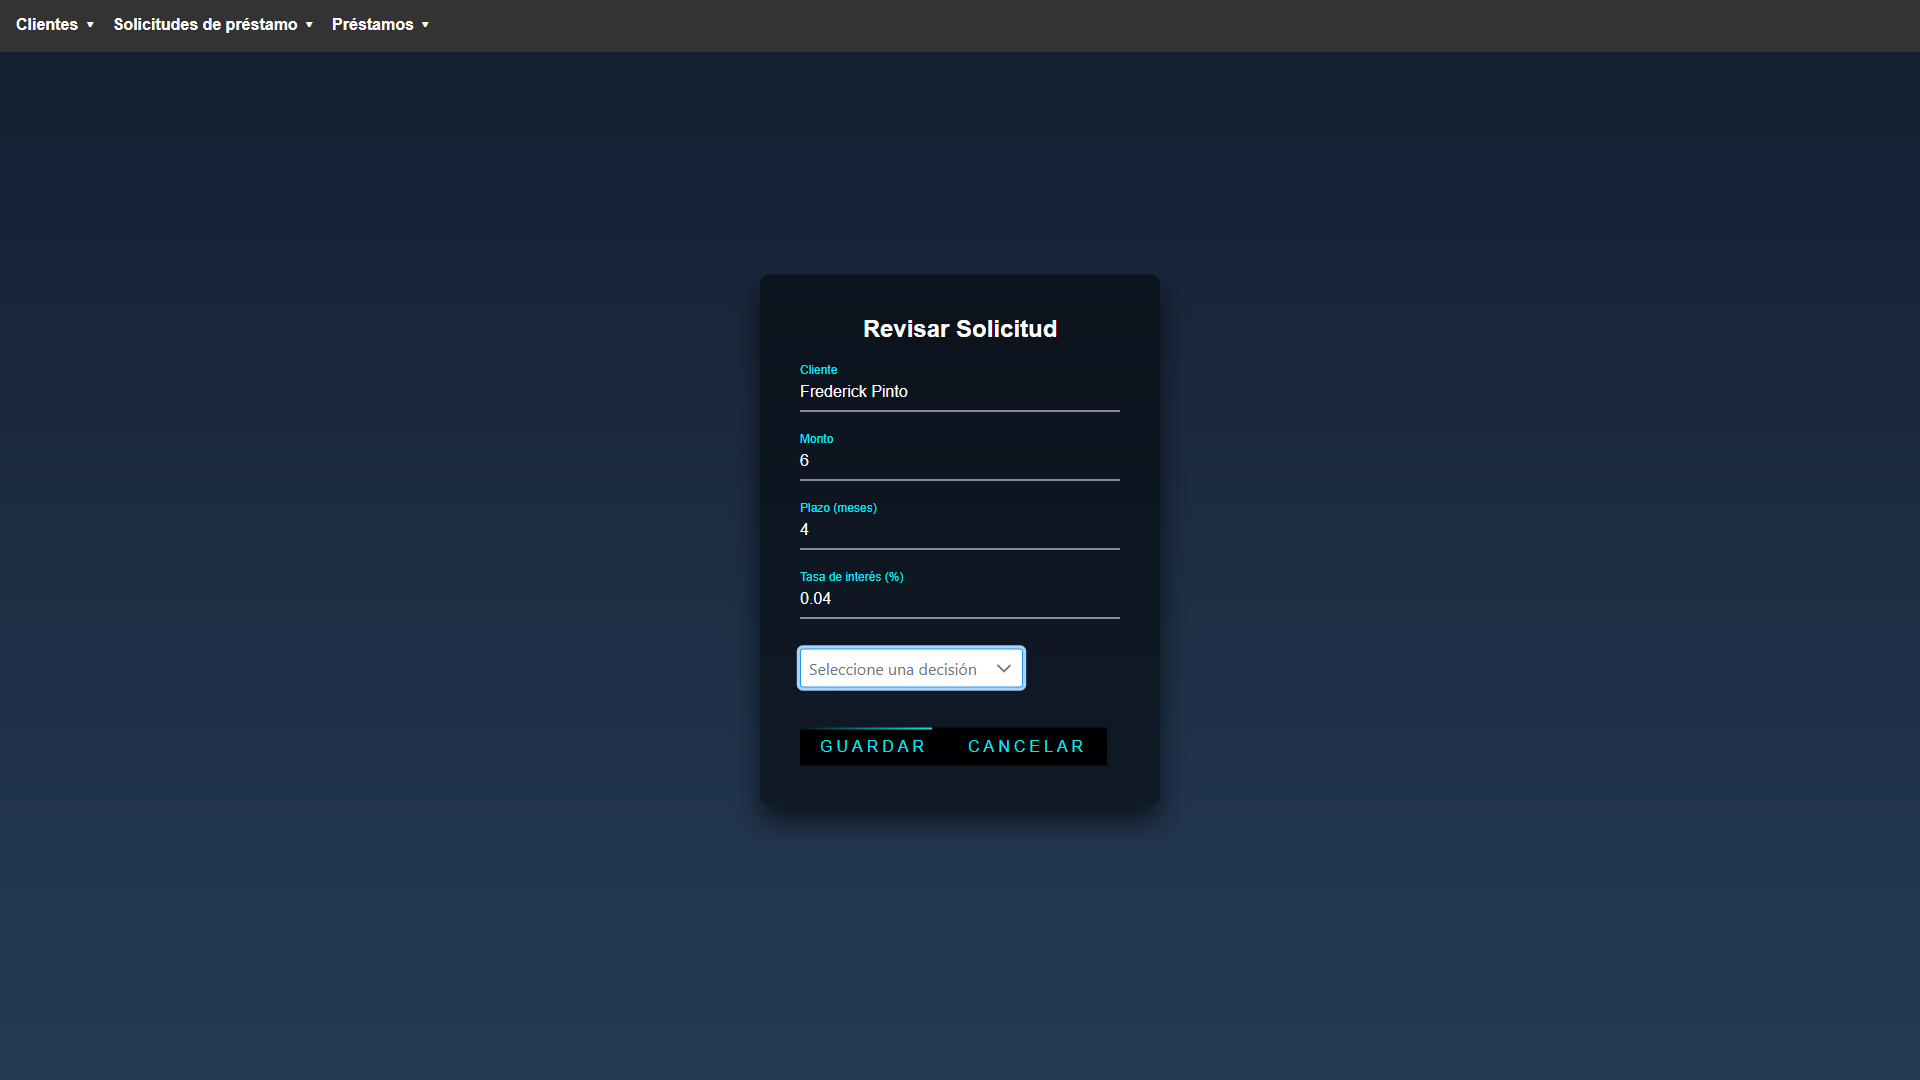 Clientes ▼ Solicitudes de préstamo ▼ Préstamos ▼
Revisar Solicitud
Cliente
Frederick Pinto
Monto
6
Plazo (meses)
4
Tasa de interés (%)
0.04
Seleccione una decisión
GUARDAR CANCELAR